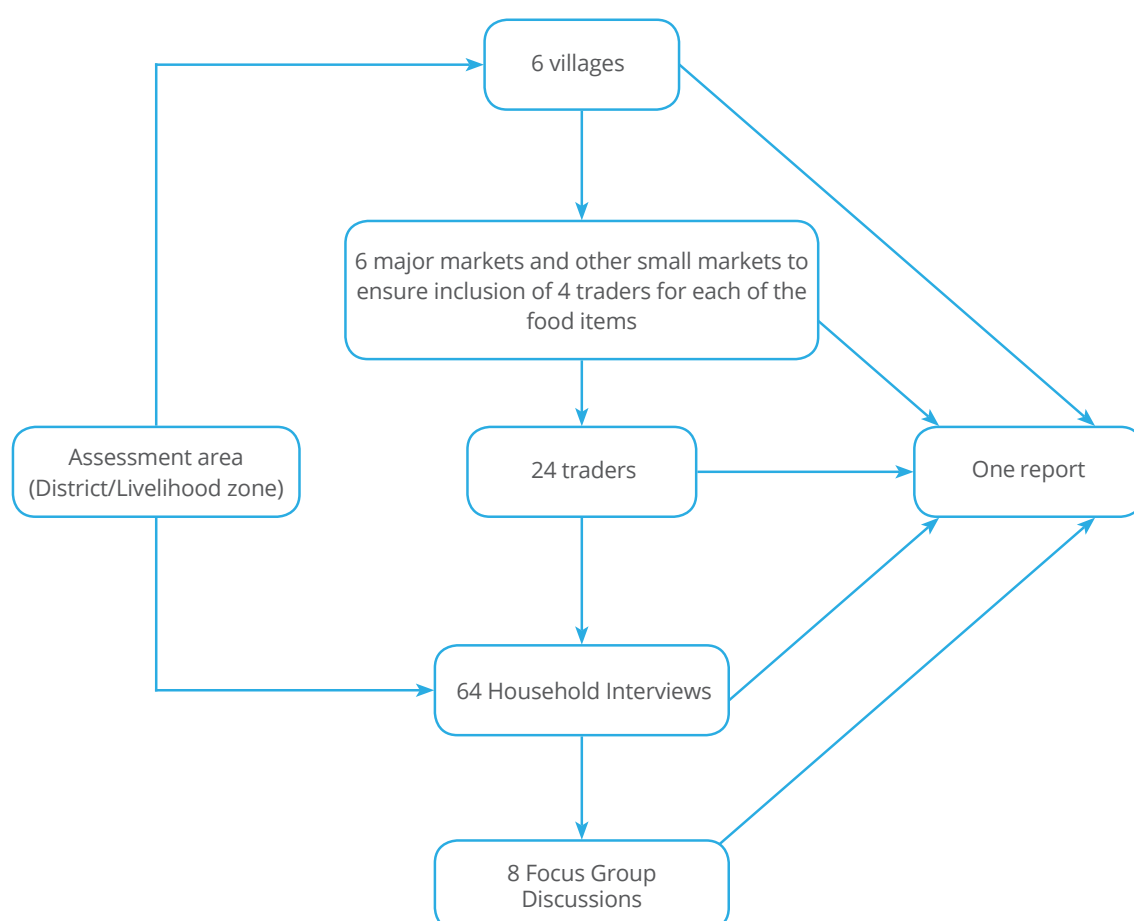 6 villages
6 major markets and other small markets to
ensure inclusion of 4 traders for each of the
food items
Assessment area
(District/Livelihood zone)
24 traders
One report
64 Household Interviews
8 Focus Group
Discussions